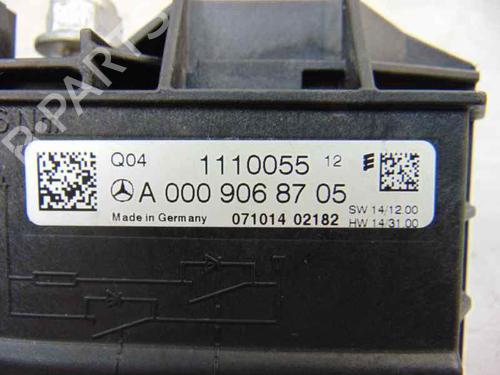 B-PARTS
Q04 1110055 12
A 000 906 87 05
Made in Germany 071014 02182 SW 14/12.00
HW 14/31.00